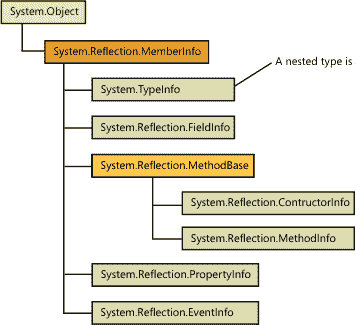 System.Object
System.Reflection.MemberInfo
A nested type is
System.TypeInfo
System.Reflection.FieldInfo
System.Reflection.MethodBase
System.Reflection.ContructorInfo
System.Reflection.MethodInfo
System.Reflection.PropertyInfo
System.Reflection.EventInfo